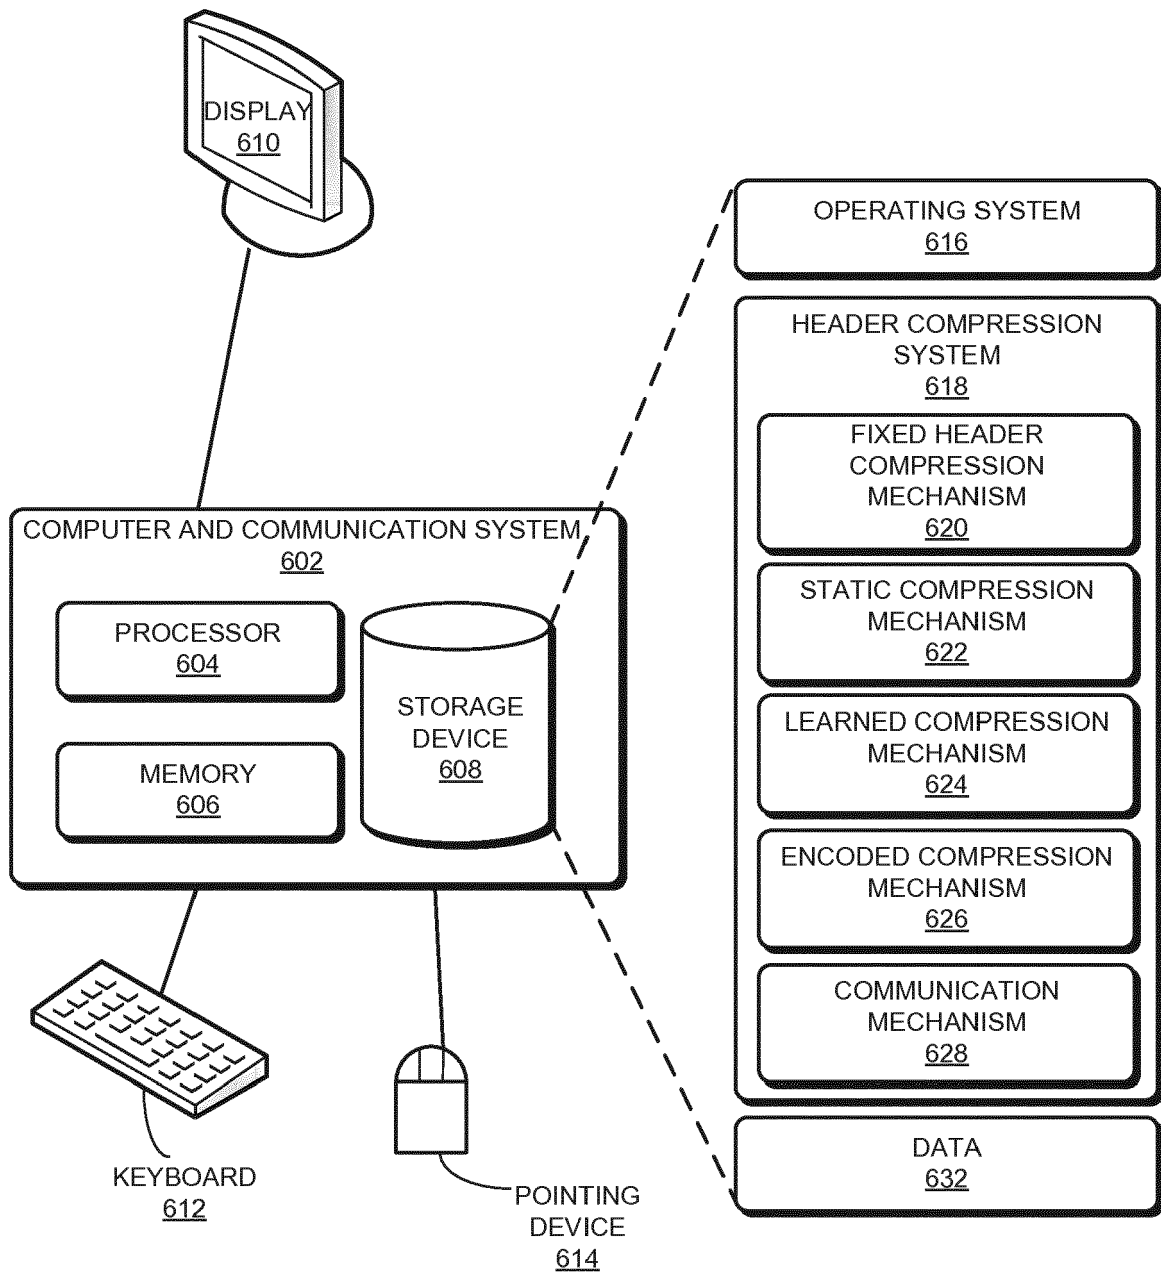 DISPLAY
610
OPERATING SYSTEM
616
HEADER COMPRESSION
SYSTEM
618
FIXED HEADER
COMPRESSION
MECHANISM
620
STATIC COMPRESSION
MECHANISM
622
LEARNED COMPRESSION
MECHANISM
624
ENCODED COMPRESSION
MECHANISM
626
COMMUNICATION
MECHANISM
628
DATA
632
COMPUTER AND COMMUNICATION SYSTEM
602
PROCESSOR
604
MEMORY
606
STORAGE
DEVICE
608
KEYBOARD
612
POINTING
DEVICE
614